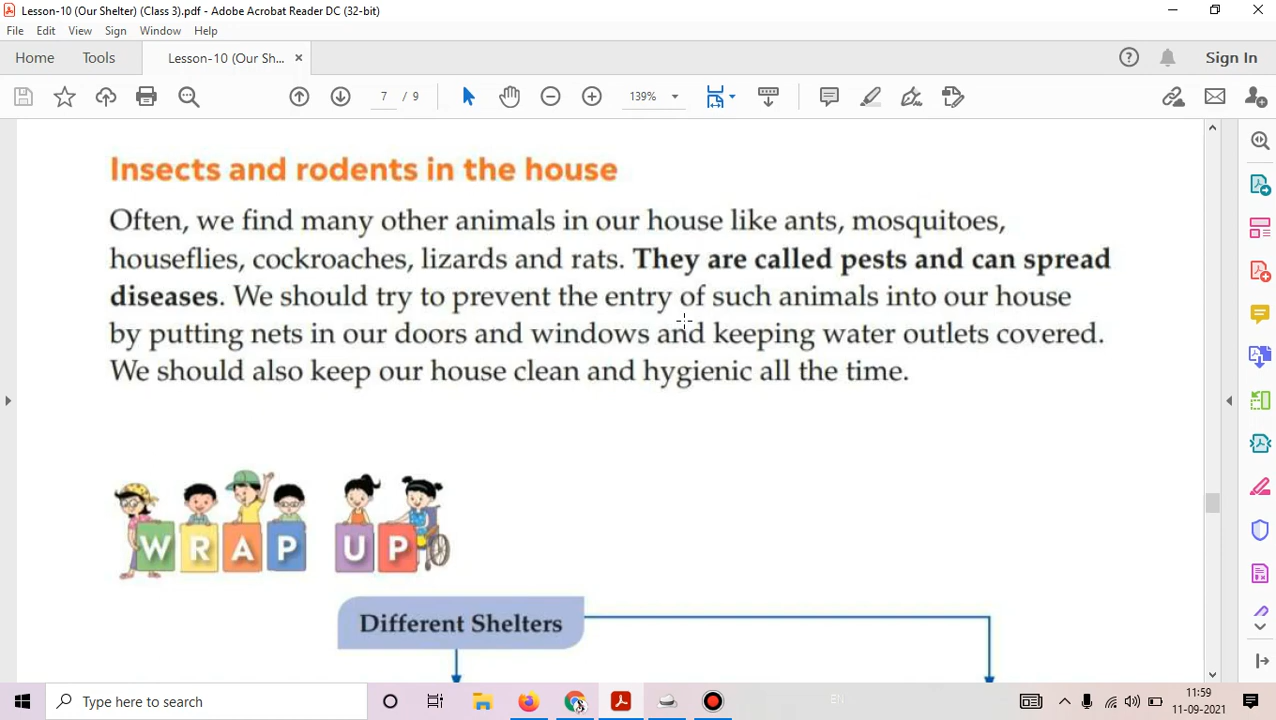 Lesson-10 (Our Shelter) (Class 3).pdf - Adobe Acrobat Reader DC (32-bit)
File Edit View Sign Window Help
Home Tools Lesson-10 (Our Sh... × Sign In
7 / 9 139%
Insects and rodents in the house
Often, we find many other animals in our house like ants, mosquitoes,
houseflies, cockroaches, lizards and rats. They are called pests and can spread
diseases. We should try to prevent the entry of such animals into our house
by putting nets in our doors and windows and keeping water outlets covered.
We should also keep our house clean and hygienic all the time.
WRAP UP
Different Shelters
Type here to search
EN
11:59
11-09-2021